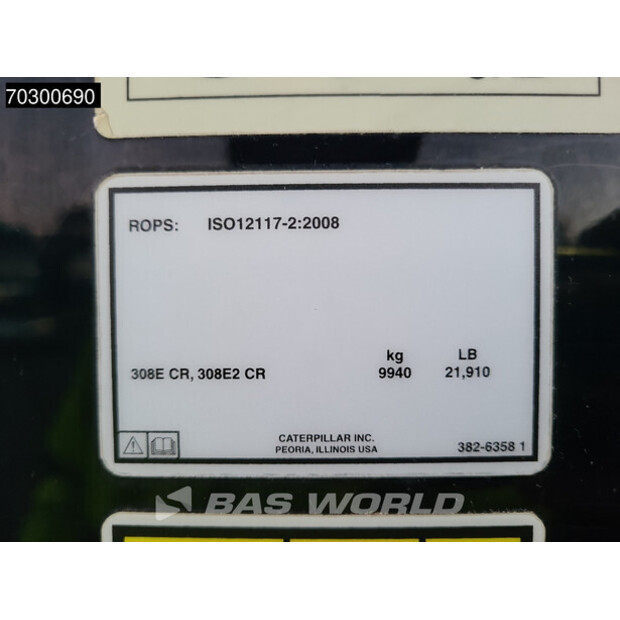 70300690
ROPS: ISO12117-2:2008
kg LB
308E CR, 308E2 CR 9940 21,910
CATERPILLAR INC.
PEORIA, ILLINOIS USA
382-6358 1
BAS WORLD